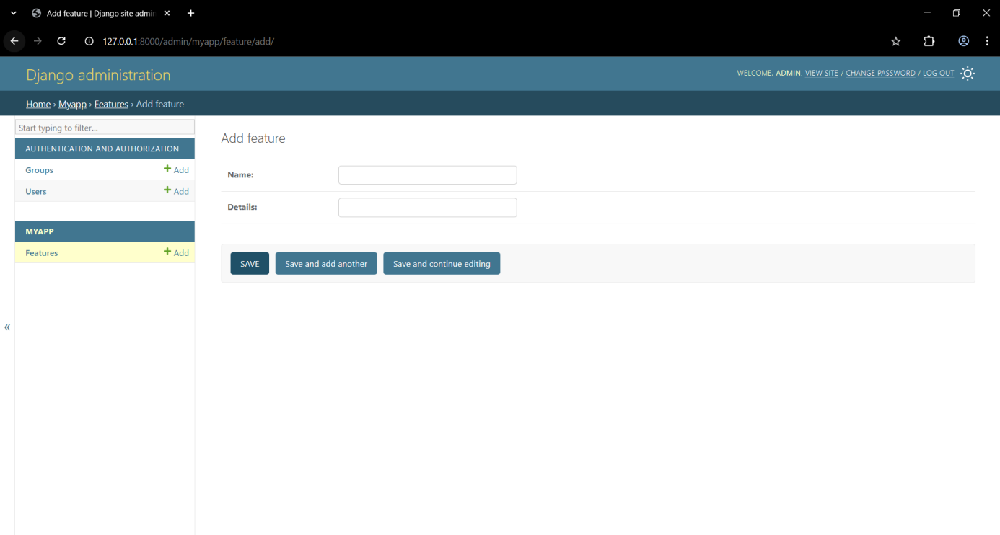 Add feature | Django site admin
127.0.0.1:8000/admin/myapp/feature/add/
Django administration
WELCOME, ADMIN. VIEW SITE / CHANGE PASSWORD / LOG OUT
Home › Myapp › Features › Add feature
Start typing to filter...
AUTHENTICATION AND AUTHORIZATION
Groups + Add
Users + Add
MYAPP
Features + Add
«
Add feature
Name:
Details:
SAVE Save and add another Save and continue editing